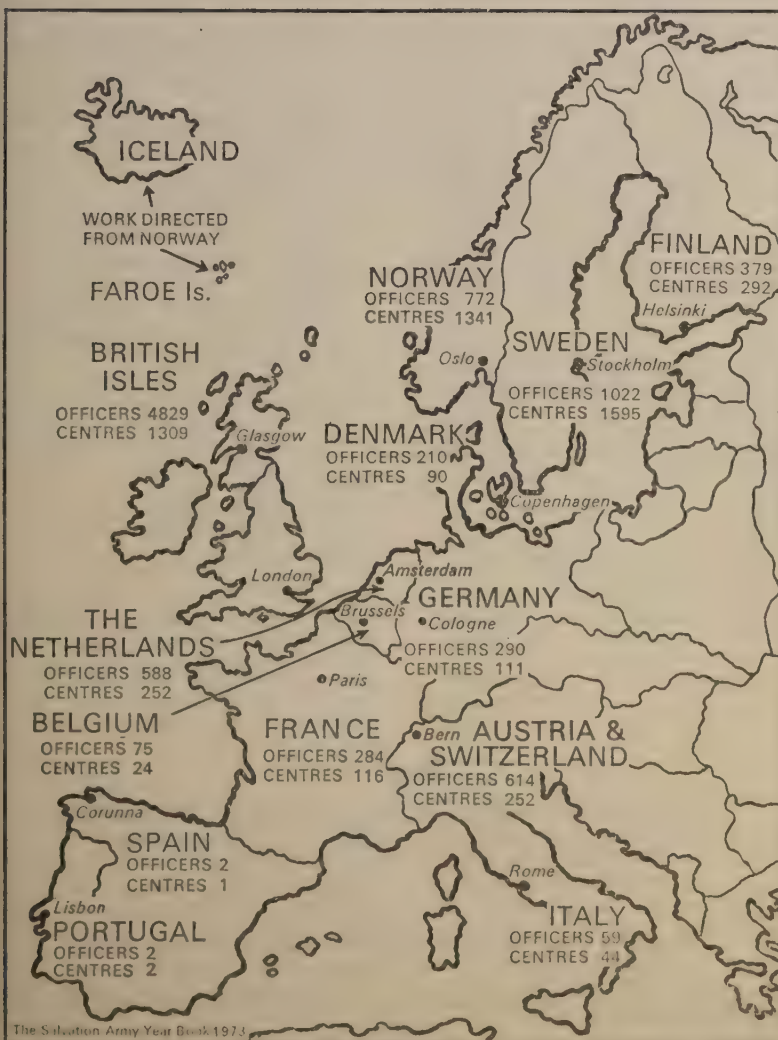 ICELAND
WORK DIRECTED
FROM NORWAY
FAROE Is.
NORWAY
OFFICERS 772
CENTRES 1341
Oslo
FINLAND
OFFICERS 379
CENTRES 292
Helsinki
SWEDEN
Stockholm
OFFICERS 1022
CENTRES 1595
BRITISH
ISLES
OFFICERS 4829
CENTRES 1309
Glasgow
London
DENMARK
OFFICERS 210
CENTRES 90
Copenhagen
THE
NETHERLANDS
OFFICERS 588
CENTRES 252
Amsterdam
Brussels
GERMANY
Cologne
OFFICERS 290
CENTRES 111
BELGIUM
OFFICERS 75
CENTRES 24
Paris
FRANCE
OFFICERS 284
CENTRES 116
Bern
AUSTRIA &
SWITZERLAND
OFFICERS 614
CENTRES 252
Corunna
SPAIN
OFFICERS 2
CENTRES 1
Lisbon
PORTUGAL
OFFICERS 2
CENTRES 2
Rome
ITALY
OFFICERS 59
CENTRES 44
The Salvation Army Year Book 1973